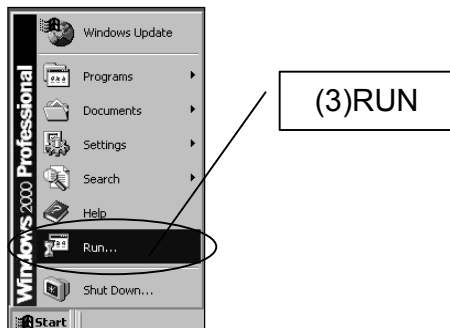 Windows Update
Programs
Documents
Settings
Search
Help
Run...
Shut Down...
Start
Windows 2000 Professional
(3)RUN